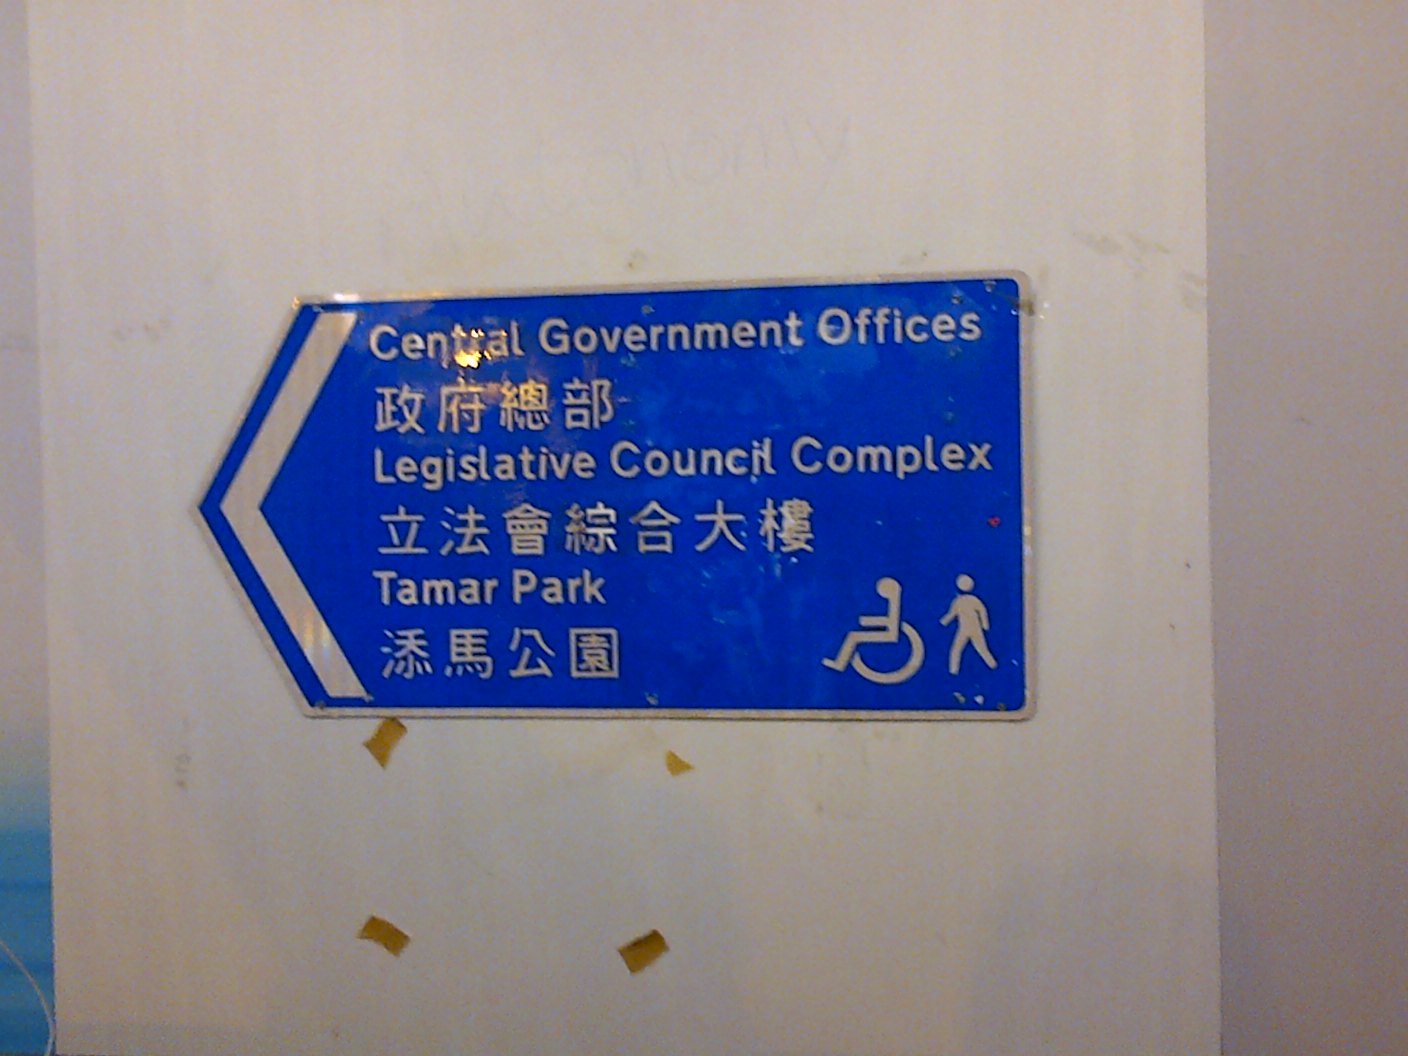 Central Government Offices
政府總部
Legislative Council Complex
立法會綜合大樓
Tamar Park
添馬公園